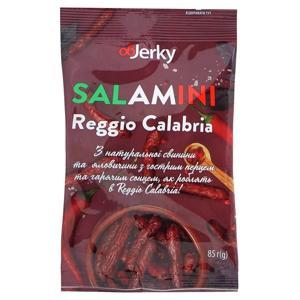 Jerky
SALAMINI
Reggio Calabria
З натуральної свинини
та яловичини з гострим перцем
та гарячим сонцем, як роблять
в Reggio Calabria!
85 г(g)